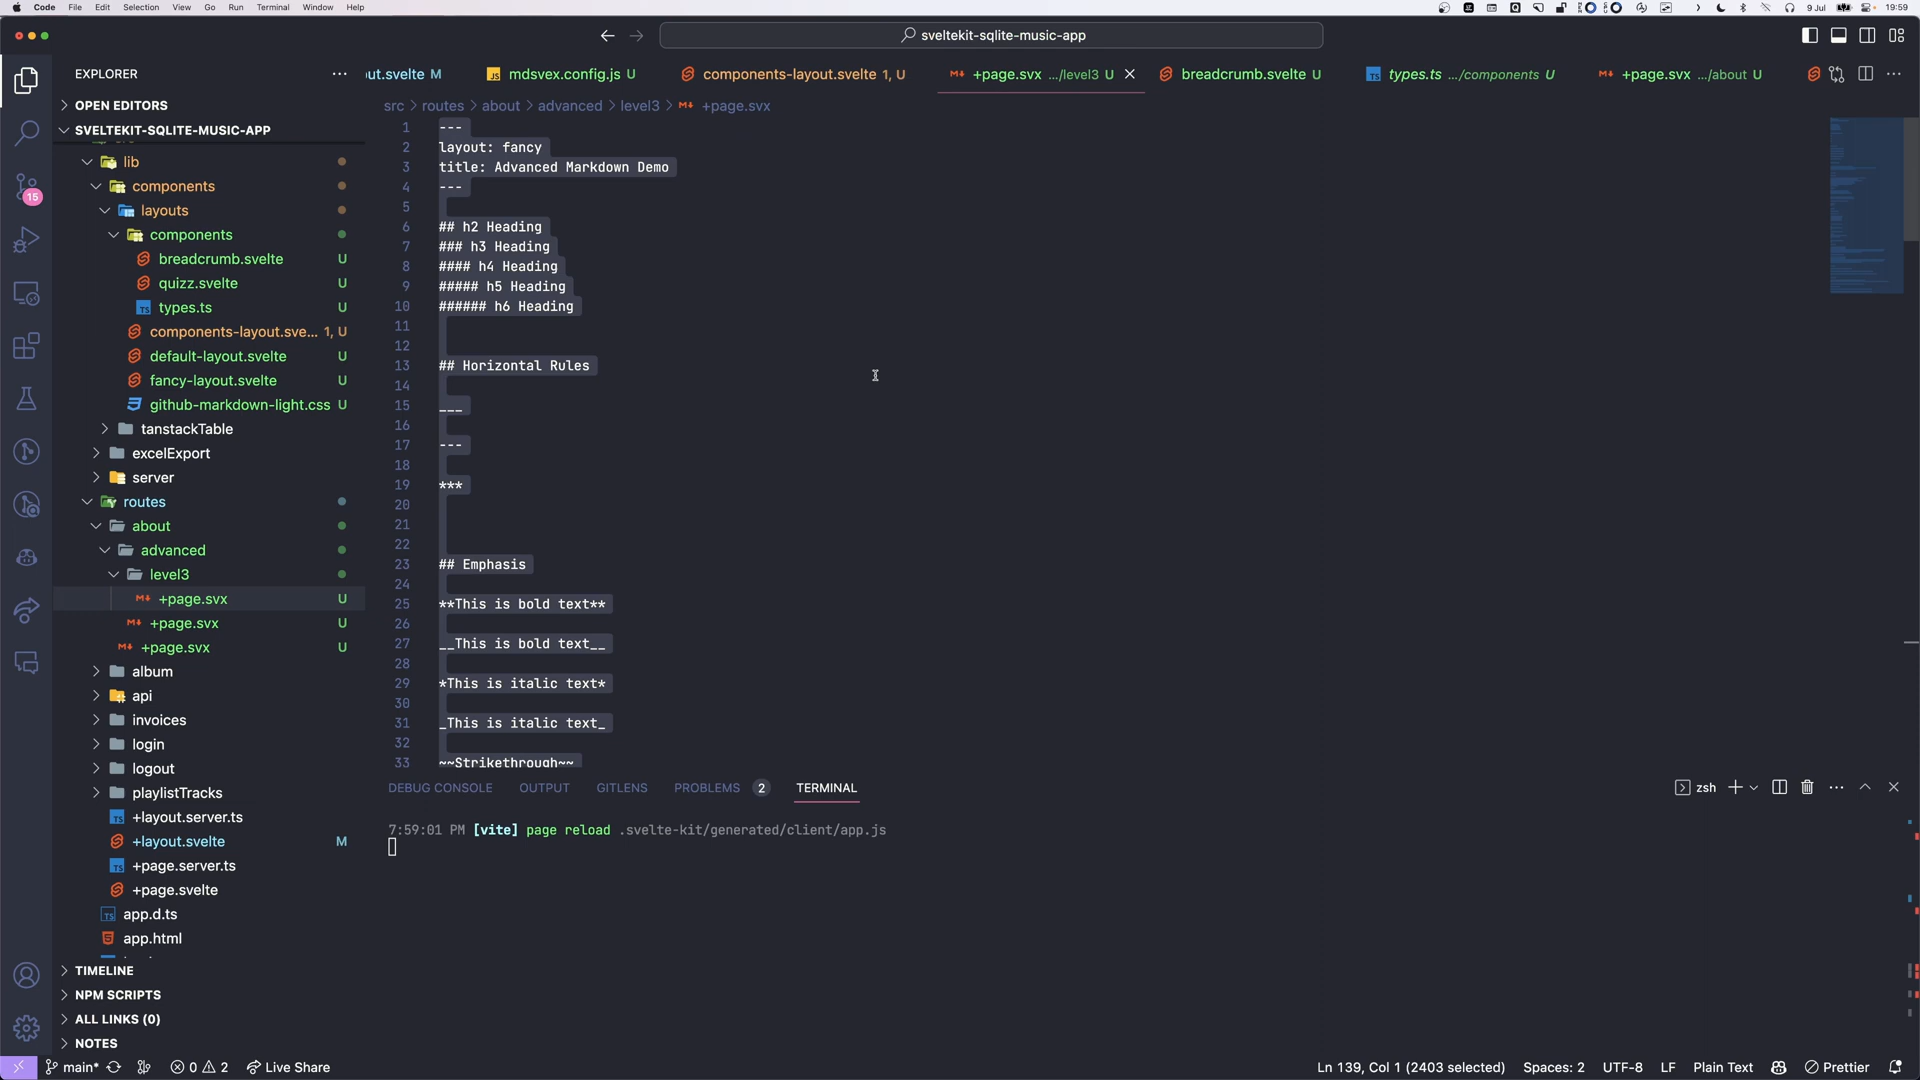 Code File Edit Selection View Go Run Terminal Window Help
9 Jul 19:59
sveltekit-sqlite-music-app
EXPLORER
out.svelte M
mdsvex.config.js U
components-layout.svelte 1, U
+page.svx .../level3 U
breadcrumb.svelte U
types.ts .../components U
+page.svx .../about U
OPEN EDITORS
SVELTEKIT-SQLITE-MUSIC-APP
lib
components
layouts
components
breadcrumb.svelte U
quizz.svelte U
types.ts U
components-layout.sve... 1, U
default-layout.svelte U
fancy-layout.svelte U
github-markdown-light.css U
tanstackTable
excelExport
server
routes
about
advanced
level3
+page.svx U
+page.svx U
+page.svx U
album
api
invoices
login
logout
playlistTracks
+layout.server.ts
+layout.svelte M
+page.server.ts
+page.svelte
app.d.ts
app.html
TIMELINE
NPM SCRIPTS
ALL LINKS (0)
NOTES
15
src > routes > about > advanced > level3 > +page.svx
1 ---
2 layout: fancy
3 title: Advanced Markdown Demo
4 ---
5
6 ## h2 Heading
7 ### h3 Heading
8 #### h4 Heading
9 ##### h5 Heading
10 ###### h6 Heading
11
12
13 ## Horizontal Rules
14
15 ___
16
17 ---
18
19 ***
20
21
22
23 ## Emphasis
24
25 **This is bold text**
26
27 __This is bold text__
28
29 *This is italic text*
30
31 _This is italic text_
32
33 ~~Strikethrough~~
DEBUG CONSOLE OUTPUT GITLENS PROBLEMS 2 TERMINAL
zsh
7:59:01 PM [vite] page reload .svelte-kit/generated/client/app.js
main* 0 2 Live Share
Ln 139, Col 1 (2403 selected) Spaces: 2 UTF-8 LF Plain Text Prettier